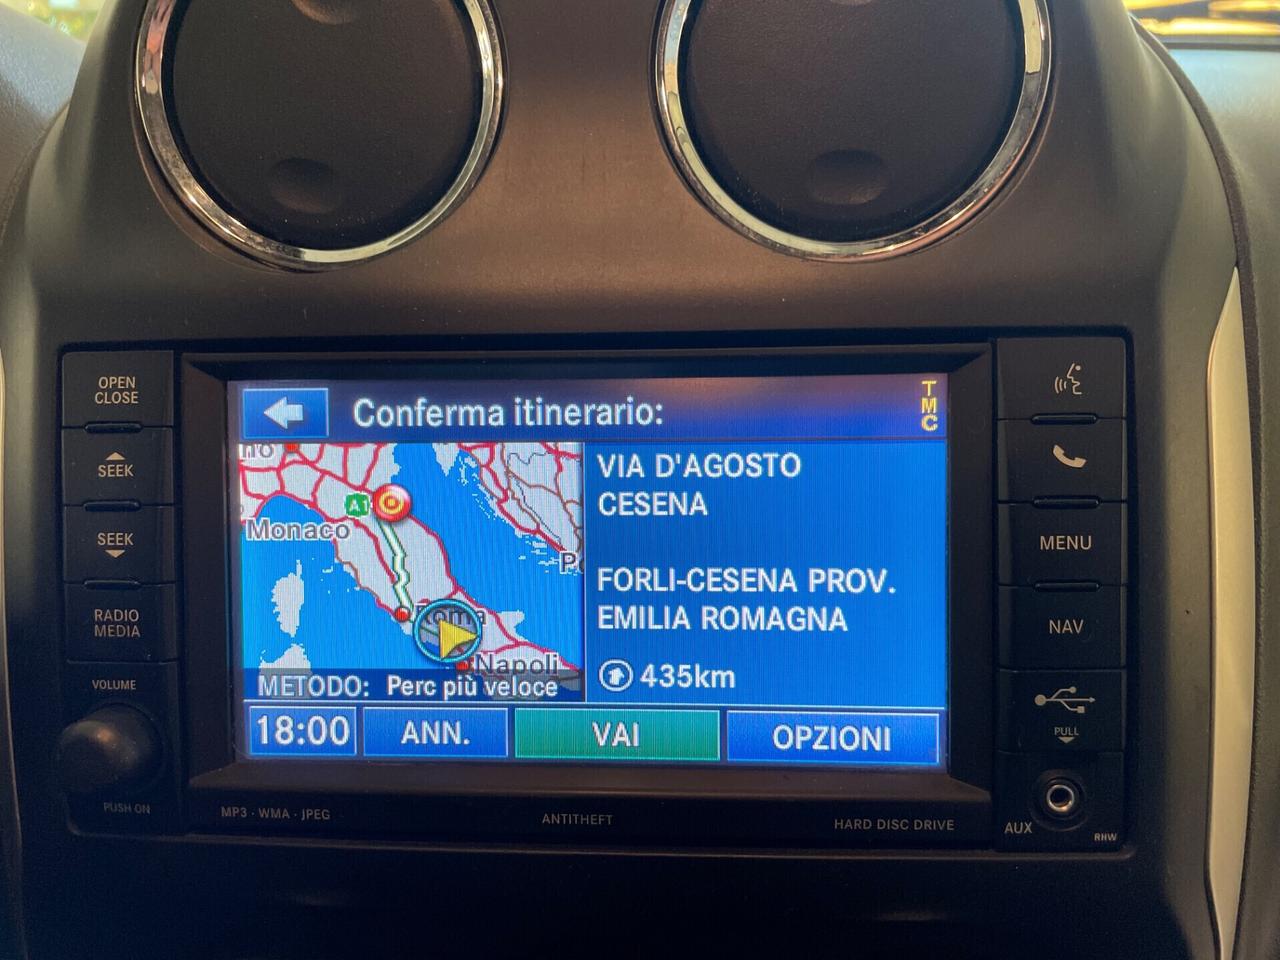 OPEN
CLOSE
SEEK
SEEK
RADIO
MEDIA
VOLUME
PUSH ON
Conferma itinerario:
TMC
no
A1
Monaco
Roma
Napoli
METODO: Perc più veloce
VIA D'AGOSTO
CESENA
FORLI-CESENA PROV.
EMILIA ROMAGNA
435km
18:00
ANN.
VAI
OPZIONI
MP3 · WMA · JPEG
ANTITHEFT
HARD DISC DRIVE
MENU
NAV
PULL
AUX
RHW